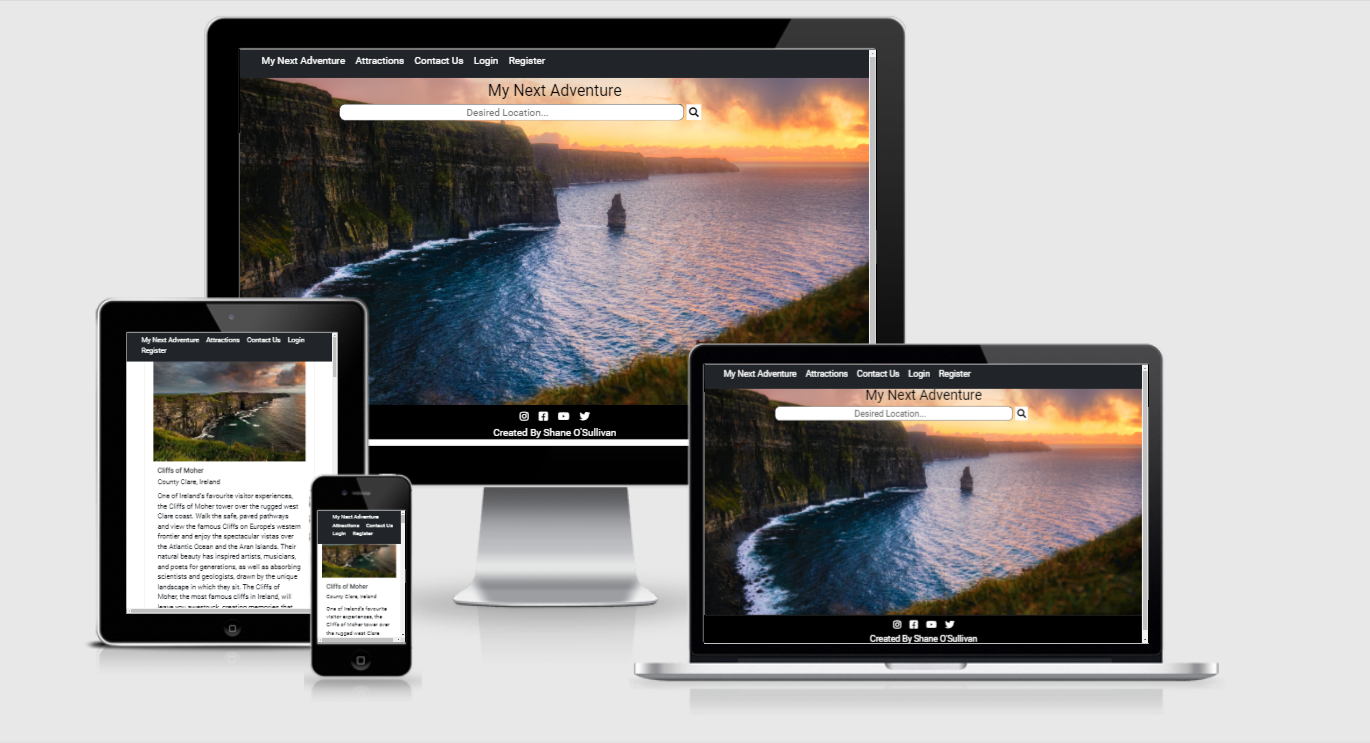 My Next Adventure Attractions Contact Us Login Register
My Next Adventure
Desired Location...
Created By Shane O'Sullivan
My Next Adventure Attractions Contact Us Login
Register
Cliffs of Moher
County Clare, Ireland
One of Ireland's favourite visitor experiences,
the Cliffs of Moher tower over the rugged west
Clare coast. Walk the safe, paved pathways
and view the famous Cliffs on Europe's western
frontier and enjoy the spectacular vistas over
the Atlantic Ocean and the Aran Islands. Their
natural beauty has inspired artists, musicians,
and poets for generations, as well as absorbing
scientists and geologists, drawn by the unique
landscape in which they sit. The Cliffs of
Moher, the most famous cliffs in Ireland, will
leave you awestruck, creating memories that
My Next Adventure
Attractions Contact Us
Login Register
Cliffs of Moher
County Clare, Ireland
One of Ireland's favourite
visitor experiences, the
Cliffs of Moher tower over
the rugged west Clare
My Next Adventure Attractions Contact Us Login Register
My Next Adventure
Desired Location...
Created By Shane O'Sullivan